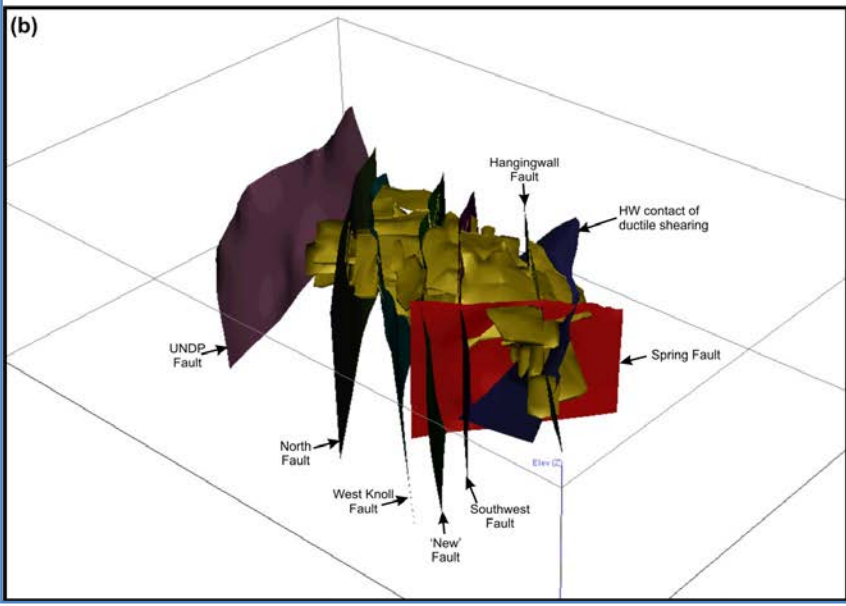 (b)
Hangingwall
Fault
HW contact of
ductile shearing
UNDP
Fault
Spring Fault
North
Fault
Elev (Z)
West Knoll
Fault
Southwest
Fault
'New'
Fault